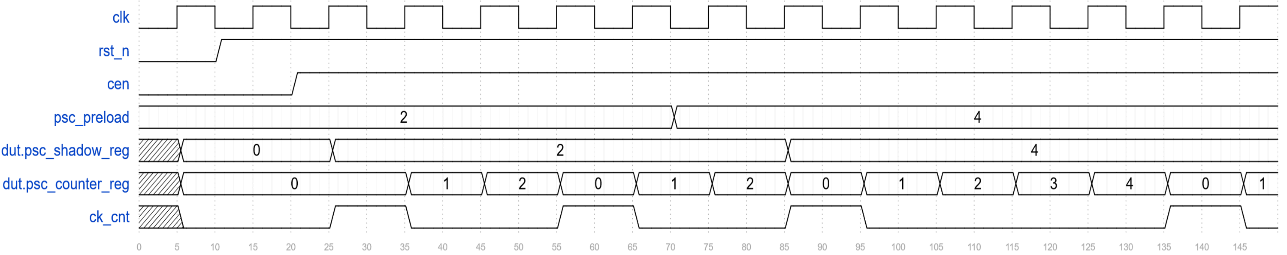 clk
rst_n
cen
psc_preload 2 4
dut.psc_shadow_reg 0 2 4
dut.psc_counter_reg 0 1 2 0 1 2 0 1 2 3 4 0 1
ck_cnt
0 5 10 15 20 25 30 35 40 45 50 55 60 65 70 75 80 85 90 95 100 105 110 115 120 125 130 135 140 145